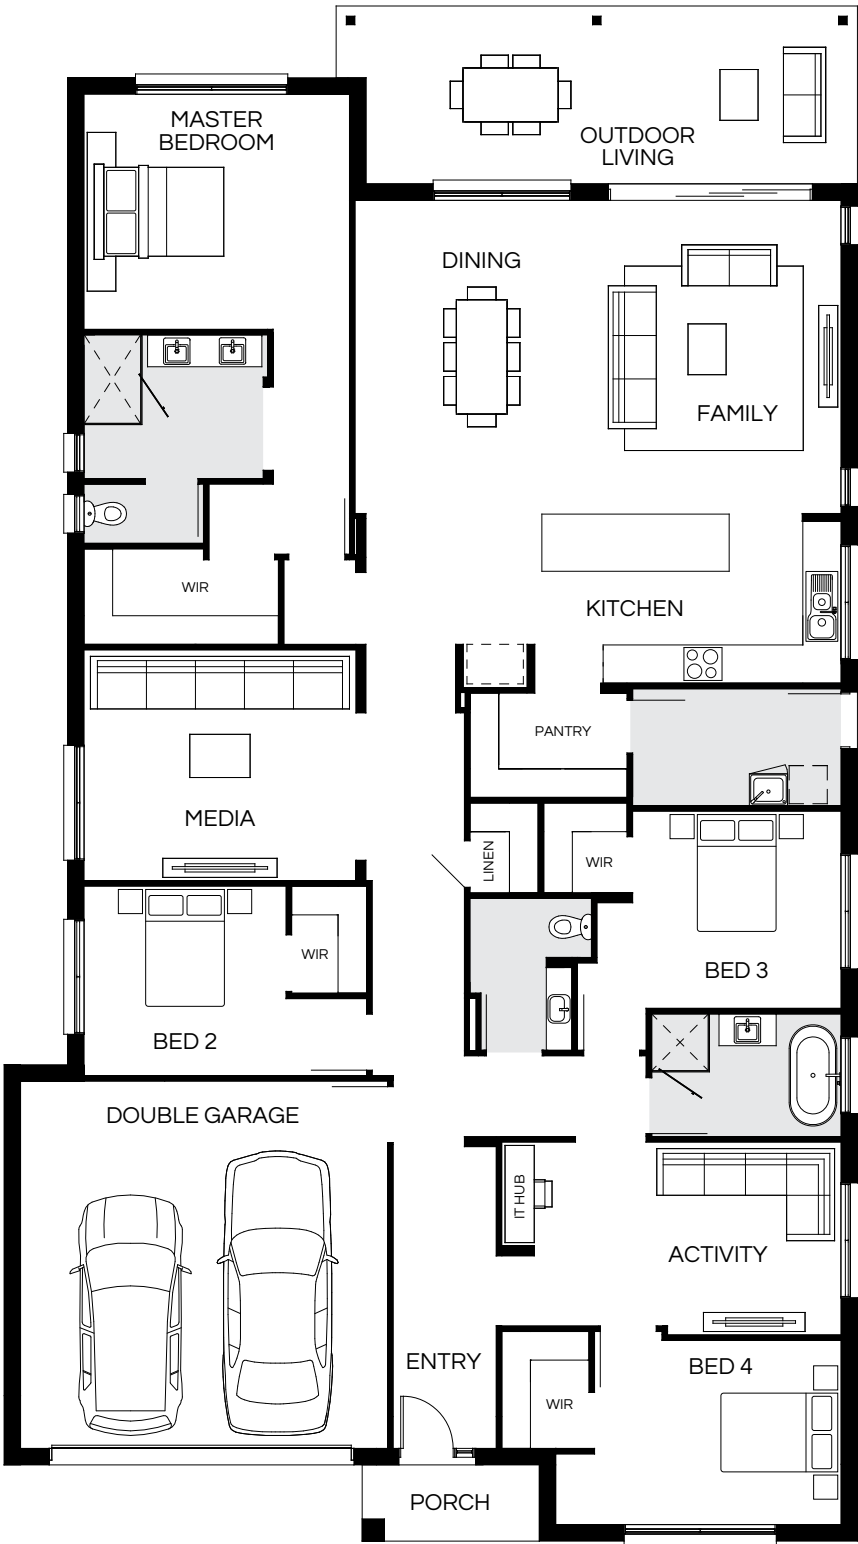 MASTER
BEDROOM
OUTDOOR
LIVING
DINING
FAMILY
WIR
KITCHEN
PANTRY
MEDIA
LINEN
WIR
WIR
BED 3
BED 2
DOUBLE GARAGE
IT HUB
ACTIVITY
ENTRY
BED 4
WIR
PORCH